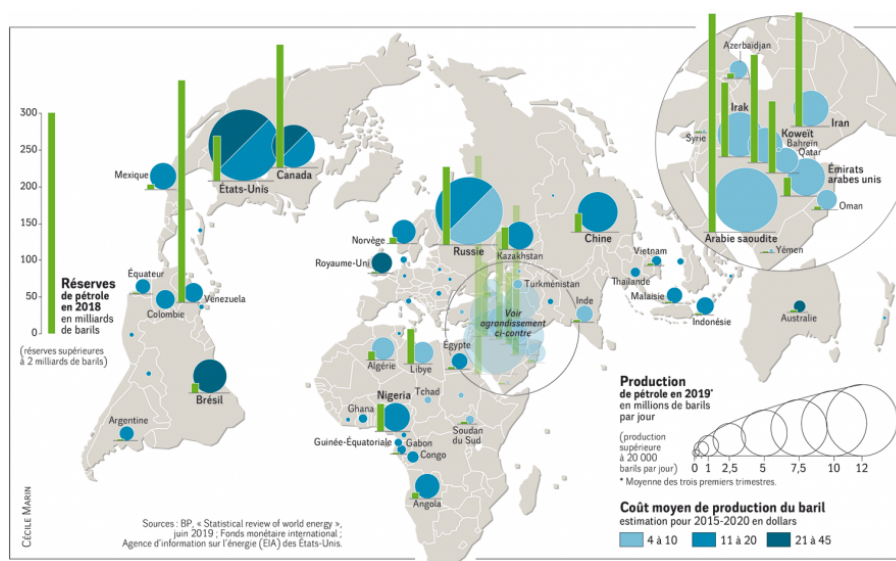 Azerbaïdjan
Irak
Iran
Syrie
Koweït
Bahreïn
Qatar
Émirats
arabes unis
Oman
Arabie saoudite
Yémen
Mexique
États-Unis
Canada
Norvège
Royaume-Uni
Russie
Kazakhstan
Chine
Turkménistan
Vietnam
Thaïlande
Malaisie
Indonésie
Inde
Australie
Voir
agrandissement
ci-contre
300
250
200
150
100
50
0
Réserves
de pétrole
en 2018
en milliards
de barils
(réserves supérieures
à 2 milliards de barils)
Équateur
Colombie
Venezuela
Brésil
Argentine
Algérie
Libye
Égypte
Tchad
Nigeria
Ghana
Soudan
du Sud
Guinée-Équatoriale
Gabon
Congo
Angola
Production
de pétrole en 2019*
en millions de barils
par jour
(production
supérieure
à 20 000
barils par jour)
0 1 2,5 5 7,5 10 12
* Moyenne des trois premiers trimestres.
Coût moyen de production du baril
estimation pour 2015-2020 en dollars
4 à 10 11 à 20 21 à 45
Sources : BP, « Statistical review of world energy »,
juin 2019 ; Fonds monétaire international ;
Agence d'information sur l'énergie (EIA) des États-Unis.
CÉCILE MARIN